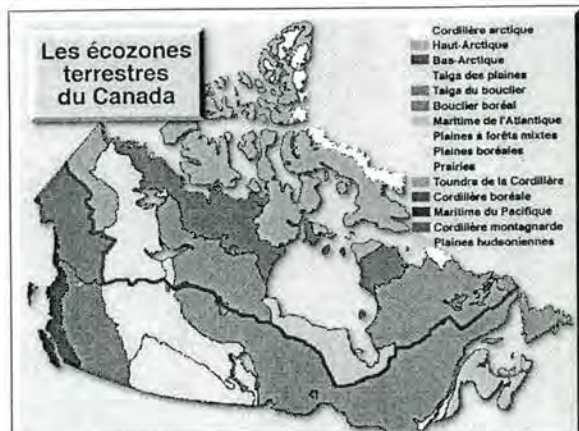 Les écozones
terrestres
du Canada
Cordillère arctique
Haut-Arctique
Bas-Arctique
Taïga des plaines
Taïga du bouclier
Bouclier boréal
Maritime de l'Atlantique
Plaines à forêts mixtes
Plaines boréales
Prairies
Toundra de la Cordillère
Cordillère boréale
Maritime du Pacifique
Cordillère montagnarde
Plaines hudsoniennes